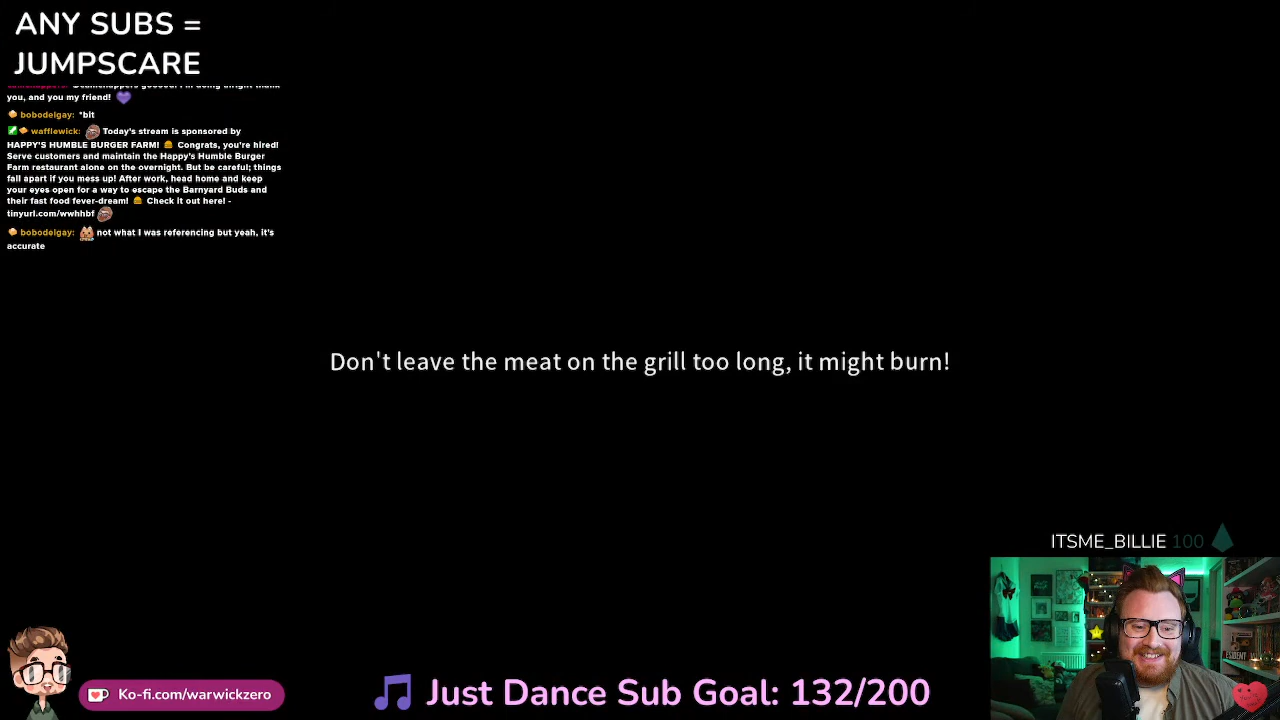 ANY SUBS =
JUMPSCARE
you, and you my friend!
bobodelgay: *bit
wafflewick: Today's stream is sponsored by
HAPPY'S HUMBLE BURGER FARM! Congrats, you're hired!
Serve customers and maintain the Happy's Humble Burger
Farm restaurant alone on the overnight. But be careful; things
fall apart if you mess up! After work, head home and keep
your eyes open for a way to escape the Barnyard Buds and
their fast food fever-dream! Check it out here! -
tinyurl.com/wwhhbf
bobodelgay: not what I was referencing but yeah, it's
accurate
Don't leave the meat on the grill too long, it might burn!
ITSME_BILLIE 100
Ko-fi.com/warwickzero
Just Dance Sub Goal: 132/200